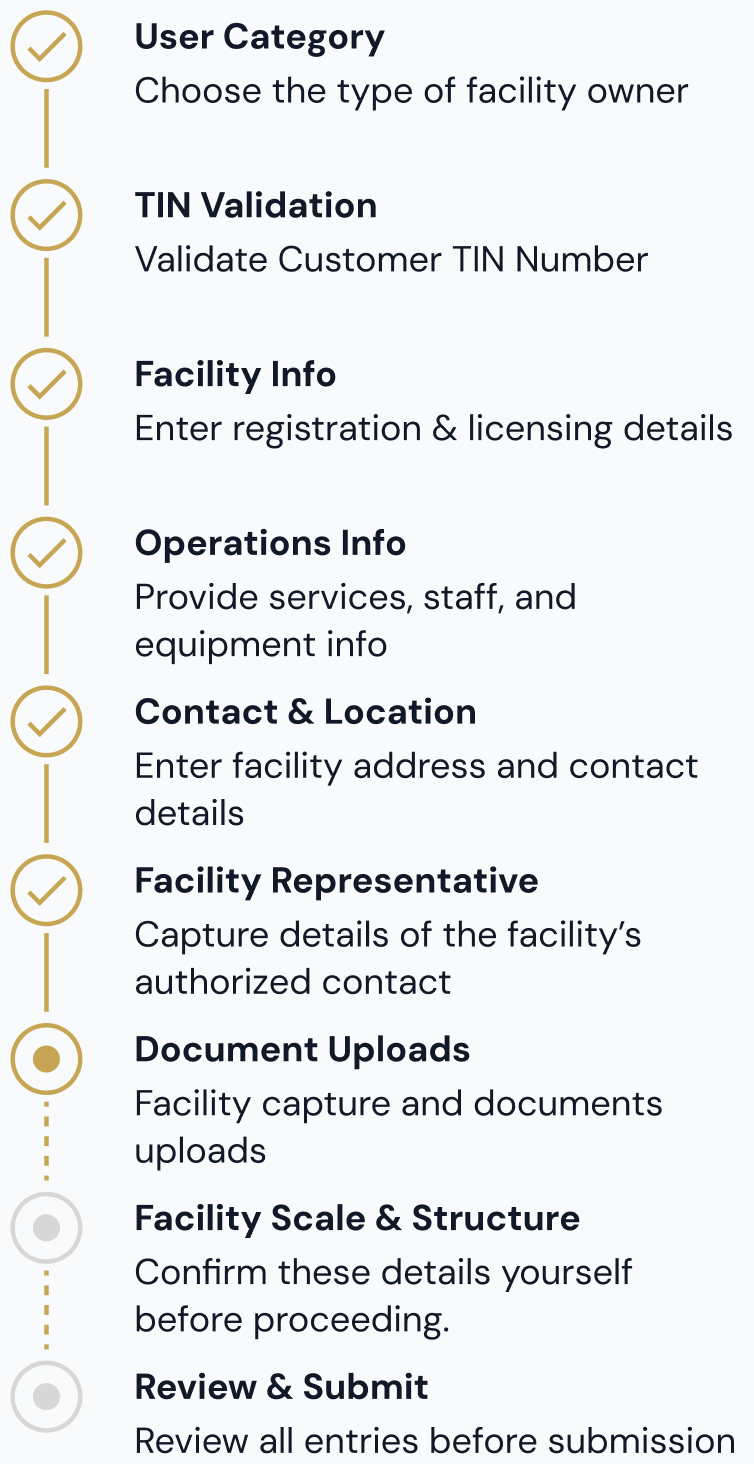 User Category
Choose the type of facility owner
TIN Validation
Validate Customer TIN Number
Facility Info
Enter registration & licensing details
Operations Info
Provide services, staff, and
equipment info
Contact & Location
Enter facility address and contact
details
Facility Representative
Capture details of the facility’s
authorized contact
Document Uploads
Facility capture and documents
uploads
Facility Scale & Structure
Confirm these details yourself
before proceeding.
Review & Submit
Review all entries before submission